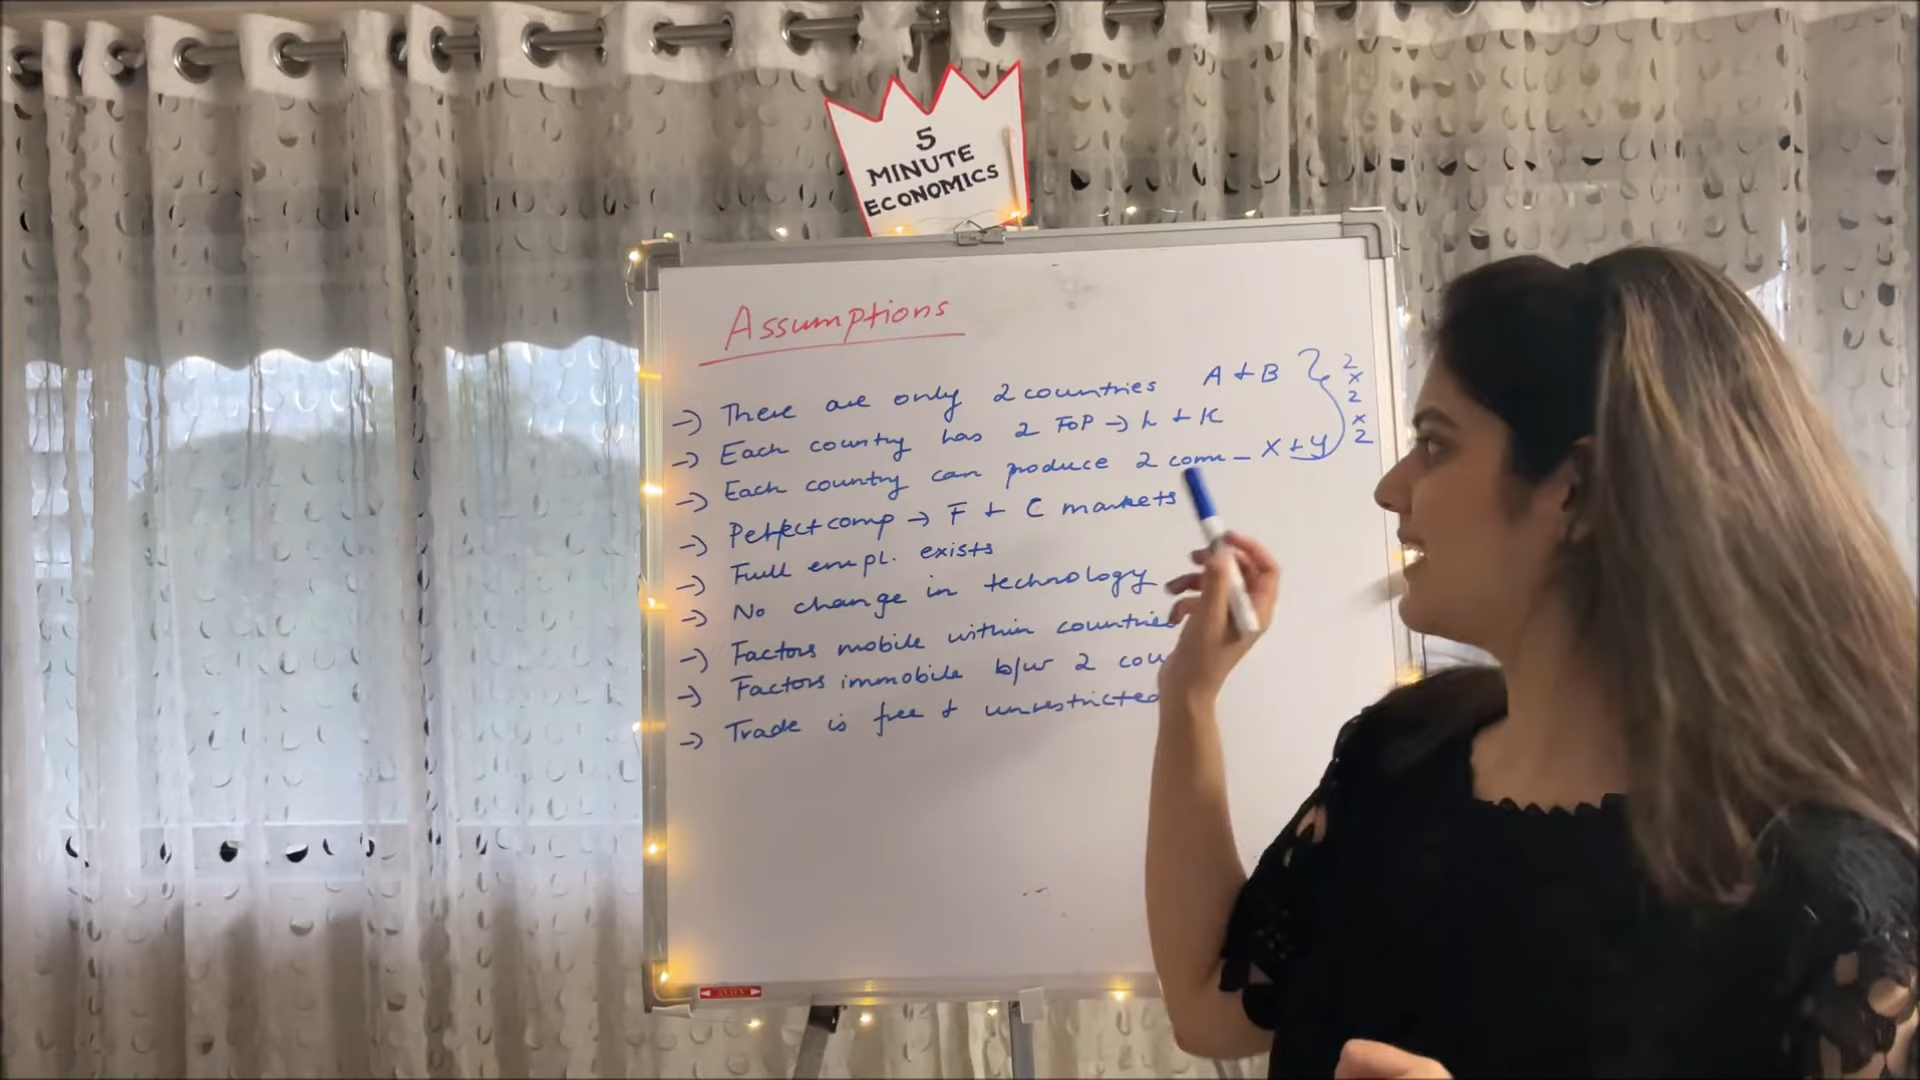 5
MINUTE
ECONOMICS
Assumptions
→ There are only 2 countries A + B
→ Each country has 2 FoP → L + K
→ Each country can produce 2 com - X + Y
2 x 2 x 2
→ Perfect comp → F + C markets
→ Full empl. exists
→ No change in technology
→ Factors mobile within countries
→ Factors immobile b/w 2 cou
→ Trade is free + unrestricted